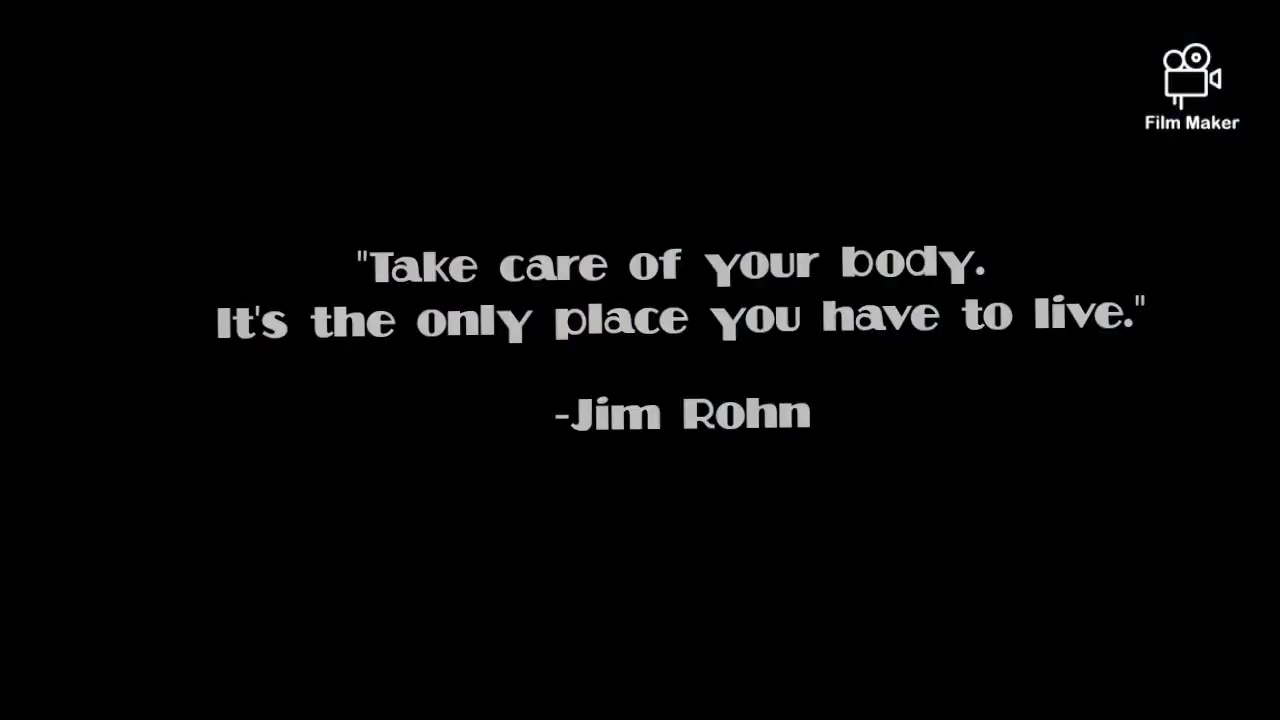 Film Maker
"Take care of your body.
It's the only place you have to live."
-Jim Rohn